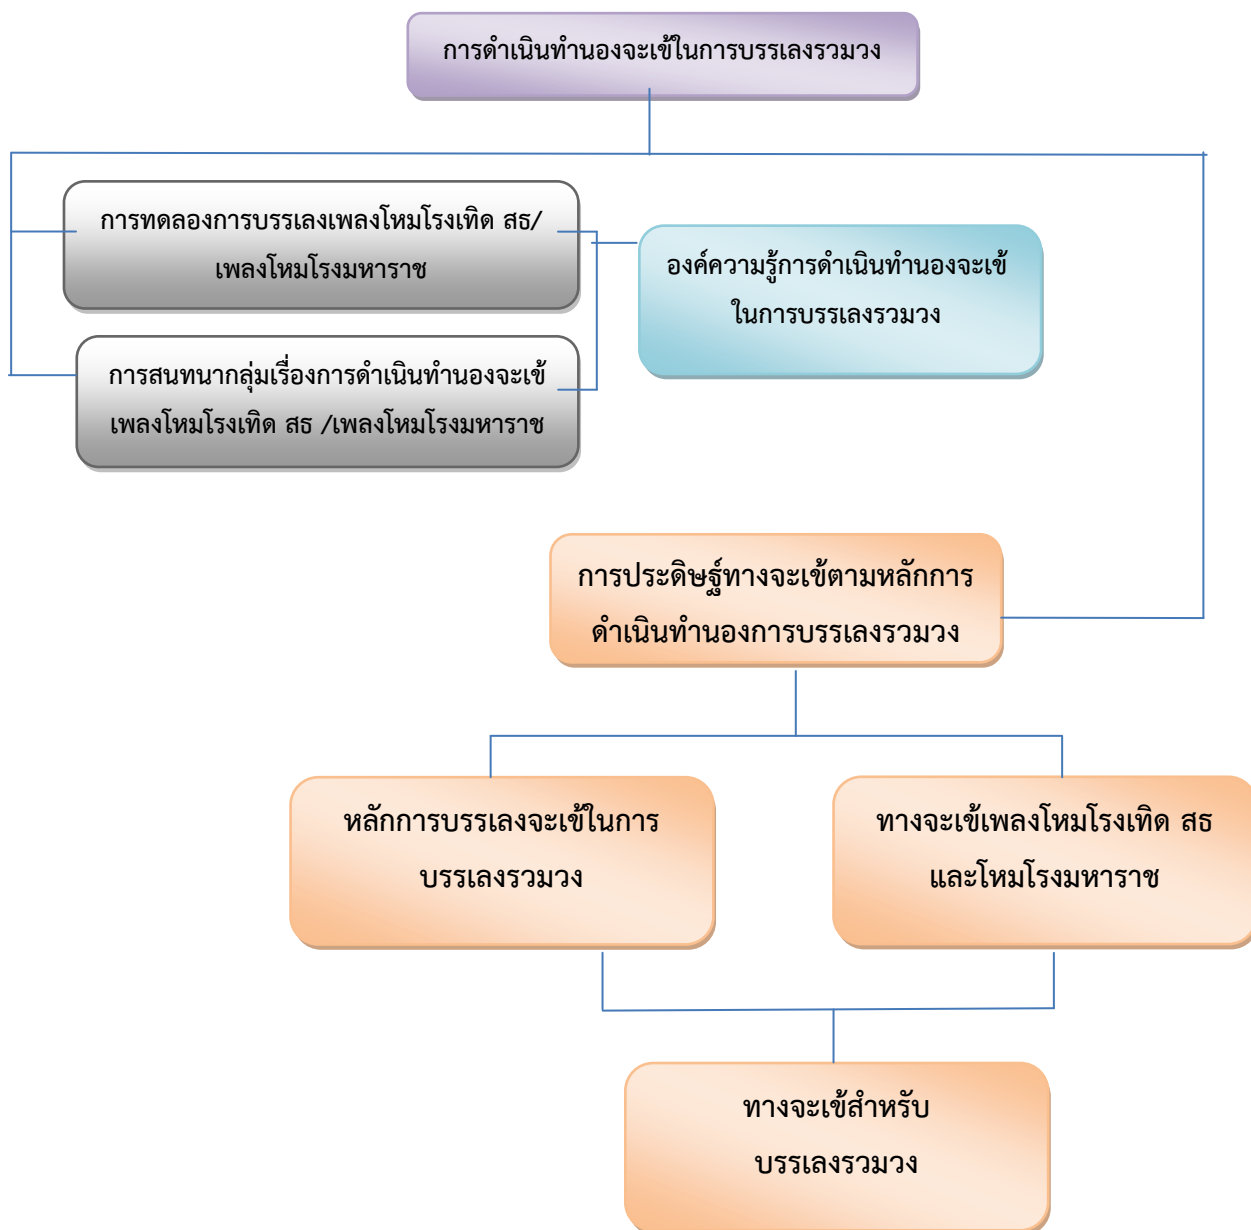 การดำเนินทำนองจะเข้ในการบรรเลงรวมวง
การทดลองการบรรเลงเพลงโหมโรงเทิด สธ/
เพลงโหมโรงมหาราช
องค์ความรู้การดำเนินทำนองจะเข้
ในการบรรเลงรวมวง
การสนทนากลุ่มเรื่องการดำเนินทำนองจะเข้
เพลงโหมโรงเทิด สธ /เพลงโหมโรงมหาราช
การประดิษฐ์ทางจะเข้ตามหลักการ
ดำเนินทำนองการบรรเลงรวมวง
หลักการบรรเลงจะเข้ในการ
บรรเลงรวมวง
ทางจะเข้เพลงโหมโรงเทิด สธ
และโหมโรงมหาราช
ทางจะเข้สำหรับ
บรรเลงรวมวง